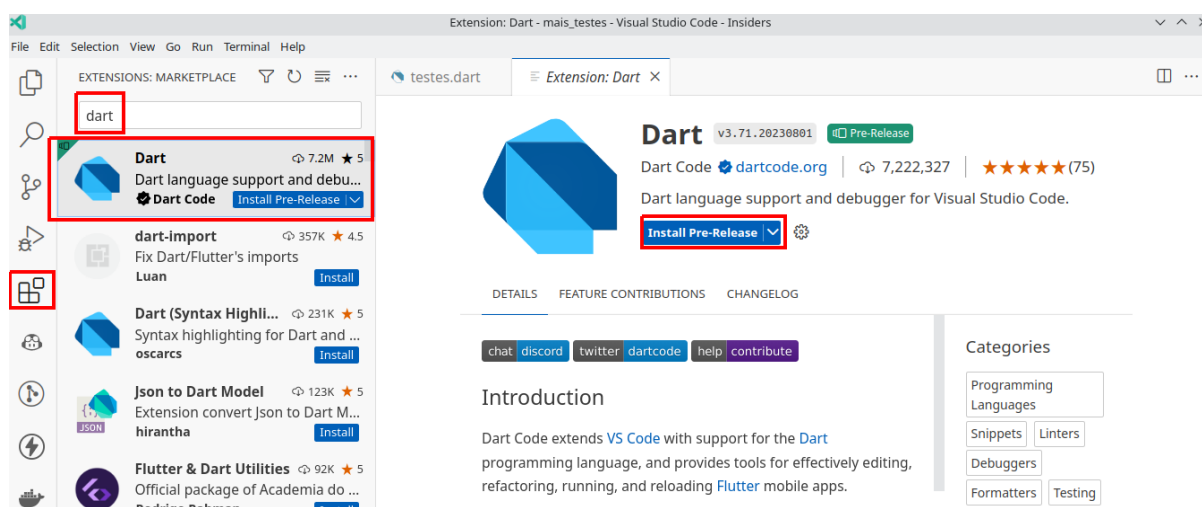 Extension: Dart - mais_testes - Visual Studio Code - Insiders
File Edit Selection View Go Run Terminal Help
EXTENSIONS: MARKETPLACE
dart
Dart 7.2M ★ 5
Dart language support and debu...
Dart Code Install Pre-Release
dart-import 357K ★ 4.5
Fix Dart/Flutter's imports
Luan Install
Dart (Syntax Highli... 231K ★ 5
Syntax highlighting for Dart and ...
oscarcs Install
Json to Dart Model 123K ★ 5
Extension convert Json to Dart M...
hirantha Install
JSON
Flutter & Dart Utilities 92K ★ 5
Official package of Academia do ...
testes.dart Extension: Dart
Dart v3.71.20230801 Pre-Release
Dart Code dartcode.org 7,222,327 ★★★★★(75)
Dart language support and debugger for Visual Studio Code.
Install Pre-Release
DETAILS FEATURE CONTRIBUTIONS CHANGELOG
chat discord twitter dartcode help contribute
Introduction
Dart Code extends VS Code with support for the Dart
programming language, and provides tools for effectively editing,
refactoring, running, and reloading Flutter mobile apps.
Categories
Programming
Languages
Snippets Linters
Debuggers
Formatters Testing